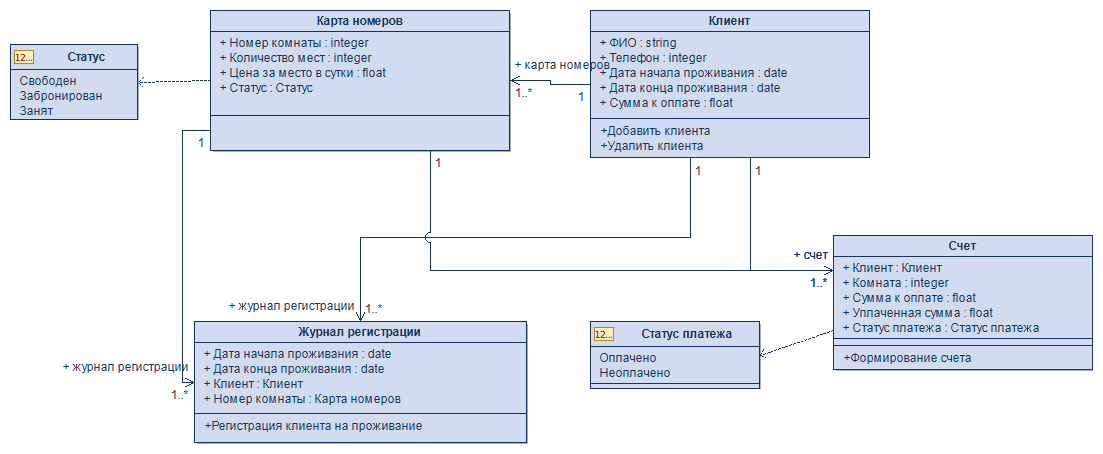 Карта номеров
+ Номер комнаты : integer
+ Количество мест : integer
+ Цена за место в сутки : float
+ Статус : Статус
Клиент
+ ФИО : string
+ Телефон : integer
+ Дата начала проживания : date
+ Дата конца проживания : date
+ Сумма к оплате : float
+Добавить клиента
+Удалить клиента
12...
Статус
Свободен
Забронирован
Занят
+ карта номеров
1..*
1
1
1
1
1
+ счет
1..*
Счет
+ Клиент : Клиент
+ Комната : integer
+ Сумма к оплате : float
+ Уплаченная сумма : float
+ Статус платежа : Статус платежа
+Формирование счета
+ журнал регистрации
1..*
Журнал регистрации
+ Дата начала проживания : date
+ Дата конца проживания : date
+ Клиент : Клиент
+ Номер комнаты : Карта номеров
+Регистрация клиента на проживание
+ журнал регистрации
1..*
12...
Статус платежа
Оплачено
Неоплачено